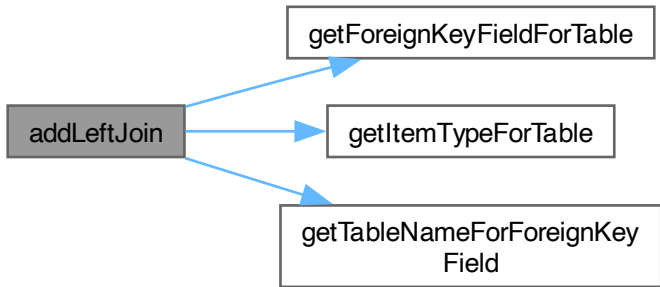 getForeignKeyFieldForTable
addLeftJoin
getItemTypeForTable
getTableNameForForeignKey
Field